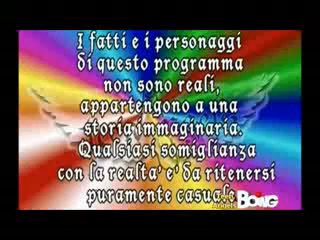 I fatti e i personaggi
di questo programma
non sono reali,
appartengono a una
storia immaginaria.
Qualsiasi somiglianza
con la realta' e' da ritenersi
puramente casuale
Angels
BOING